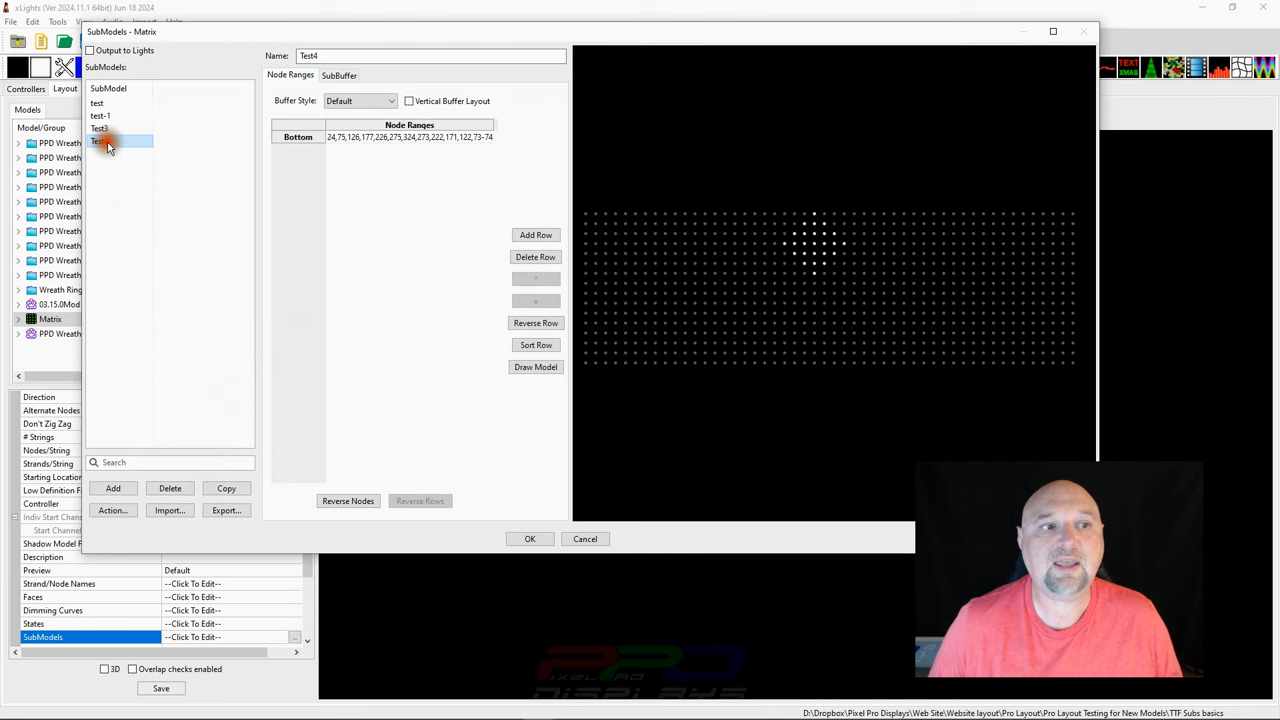 xLights (Ver 2024.11.1 64bit) Jun 18 2024
File Edit Tools
SubModels - Matrix
Output to Lights
SubModels:
SubModel
test
test-1
Test3
Name: Test4
Node Ranges SubBuffer
Buffer Style: Default Vertical Buffer Layout
Node Ranges
Bottom 24,75,126,177,226,275,324,273,222,171,122,73-74
Add Row
Delete Row
^
v
Reverse Row
Sort Row
Draw Model
Reverse Nodes Reverse Rows
Search
Add Delete Copy
Action... Import... Export...
OK Cancel
TEXT XMAS
Controllers Layout
Models
Model/Group
PPD Wreath
PPD Wreath
PPD Wreath
PPD Wreath
PPD Wreath
PPD Wreath
PPD Wreath
PPD Wreath
PPD Wreath
PPD Wreath
Wreath Ring
03.15.0Mod
Matrix
PPD Wreath
Direction
Alternate Nodes
Don't Zig Zag
# Strings
Nodes/String
Strands/String
Starting Location
Low Definition F
Controller
Indiv Start Chann
Start Channel
Shadow Model F
Description
Preview Default
Strand/Node Names --Click To Edit--
Faces --Click To Edit--
Dimming Curves --Click To Edit--
States --Click To Edit--
SubModels --Click To Edit-- ...
3D Overlap checks enabled
Save
PPD
DISPLAYS
D:\Dropbox\Pixel Pro Displays\Web Site\Website layout\Pro Layout\Pro Layout Testing for New Models\TTF Subs basics